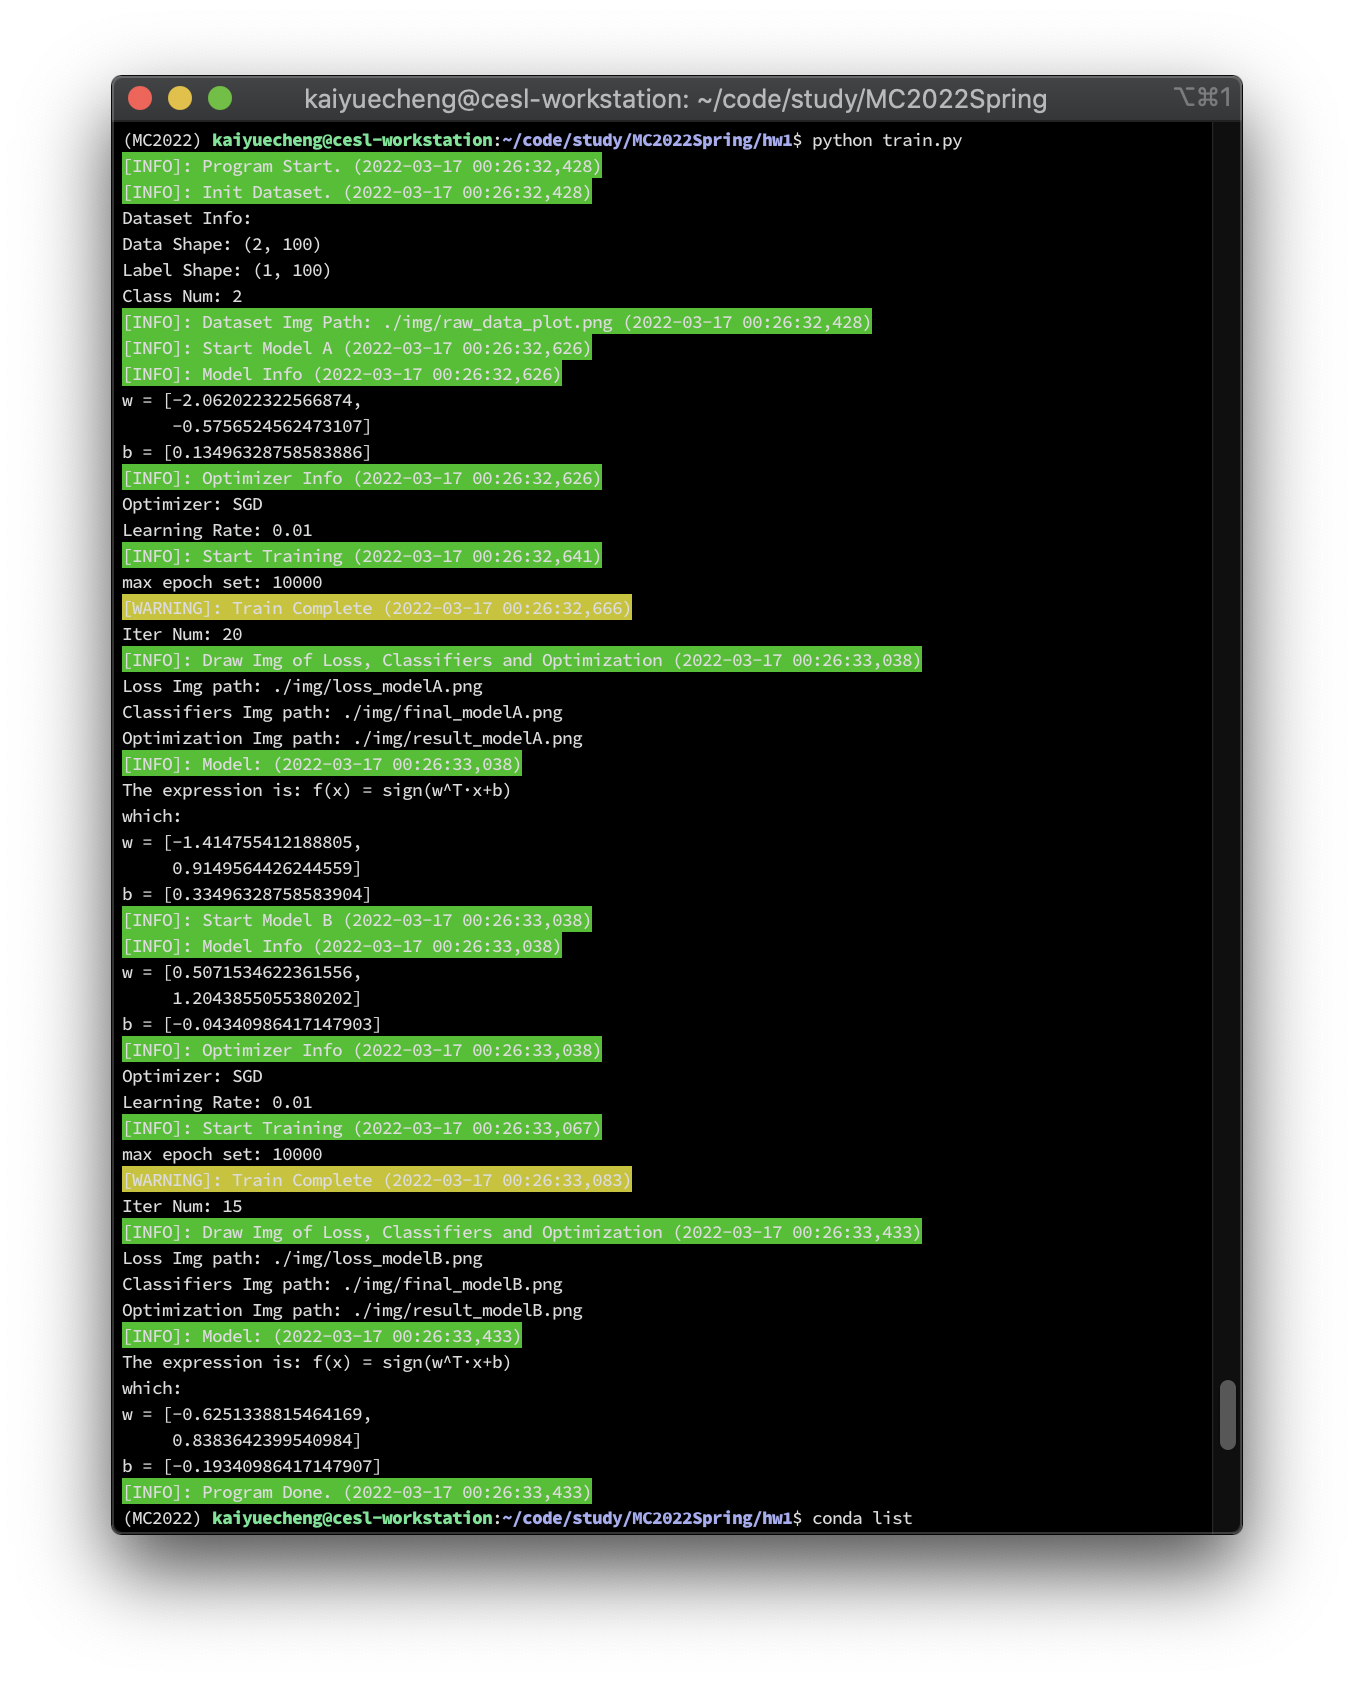 kaiyuecheng@cesl-workstation: ~/code/study/MC2022Spring ⌥⌘1
(MC2022) kaiyuecheng@cesl-workstation:~/code/study/MC2022Spring/hw1$ python train.py
[INFO]: Program Start. (2022-03-17 00:26:32,428)
[INFO]: Init Dataset. (2022-03-17 00:26:32,428)
Dataset Info:
Data Shape: (2, 100)
Label Shape: (1, 100)
Class Num: 2
[INFO]: Dataset Img Path: ./img/raw_data_plot.png (2022-03-17 00:26:32,428)
[INFO]: Start Model A (2022-03-17 00:26:32,626)
[INFO]: Model Info (2022-03-17 00:26:32,626)
w = [-2.062022322566874,
-0.5756524562473107]
b = [0.13496328758583886]
[INFO]: Optimizer Info (2022-03-17 00:26:32,626)
Optimizer: SGD
Learning Rate: 0.01
[INFO]: Start Training (2022-03-17 00:26:32,641)
max epoch set: 10000
[WARNING]: Train Complete (2022-03-17 00:26:32,666)
Iter Num: 20
[INFO]: Draw Img of Loss, Classifiers and Optimization (2022-03-17 00:26:33,038)
Loss Img path: ./img/loss_modelA.png
Classifiers Img path: ./img/final_modelA.png
Optimization Img path: ./img/result_modelA.png
[INFO]: Model: (2022-03-17 00:26:33,038)
The expression is: f(x) = sign(w^T·x+b)
which:
w = [-1.414755412188805,
0.9149564426244559]
b = [0.33496328758583904]
[INFO]: Start Model B (2022-03-17 00:26:33,038)
[INFO]: Model Info (2022-03-17 00:26:33,038)
w = [0.5071534622361556,
1.2043855055380202]
b = [-0.04340986417147903]
[INFO]: Optimizer Info (2022-03-17 00:26:33,038)
Optimizer: SGD
Learning Rate: 0.01
[INFO]: Start Training (2022-03-17 00:26:33,067)
max epoch set: 10000
[WARNING]: Train Complete (2022-03-17 00:26:33,083)
Iter Num: 15
[INFO]: Draw Img of Loss, Classifiers and Optimization (2022-03-17 00:26:33,433)
Loss Img path: ./img/loss_modelB.png
Classifiers Img path: ./img/final_modelB.png
Optimization Img path: ./img/result_modelB.png
[INFO]: Model: (2022-03-17 00:26:33,433)
The expression is: f(x) = sign(w^T·x+b)
which:
w = [-0.6251338815464169,
0.8383642399540984]
b = [-0.19340986417147907]
[INFO]: Program Done. (2022-03-17 00:26:33,433)
(MC2022) kaiyuecheng@cesl-workstation:~/code/study/MC2022Spring/hw1$ conda list